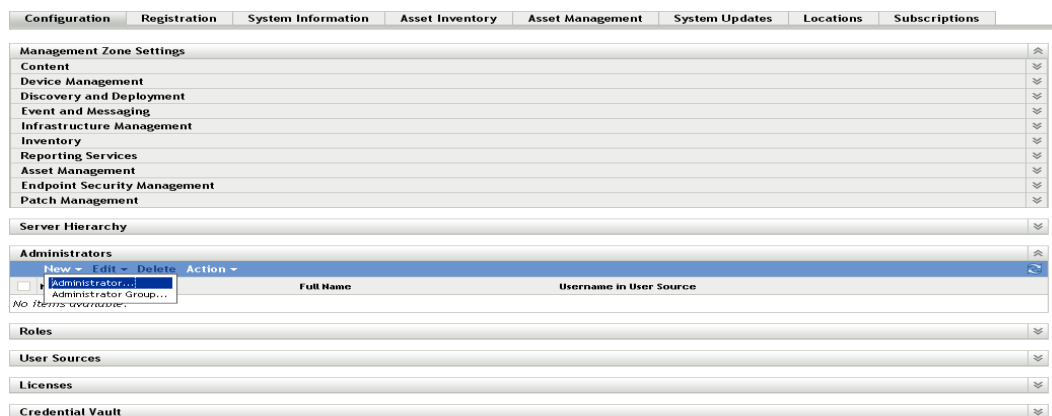 Configuration Registration System Information Asset Inventory Asset Management System Updates Locations Subscriptions
Management Zone Settings
Content
Device Management
Discovery and Deployment
Event and Messaging
Infrastructure Management
Inventory
Reporting Services
Asset Management
Endpoint Security Management
Patch Management
Server Hierarchy
Administrators
New Edit Delete Action
Administrator...
Administrator Group...
Full Name Username in User Source
No items available.
Roles
User Sources
Licenses
Credential Vault